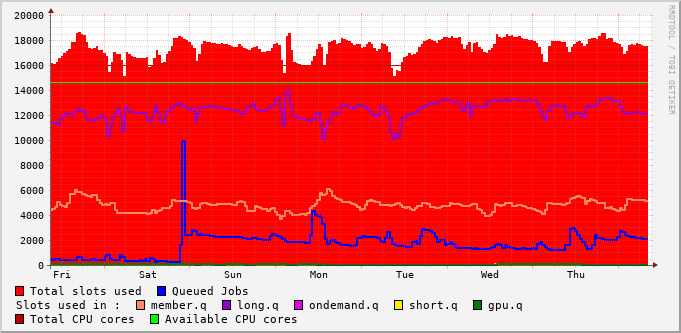 20000
18000
16000
14000
12000
10000
8000
6000
4000
2000
0
Fri Sat Sun Mon Tue Wed Thu
RRDTOOL / TOBI OETIKER
Total slots used Queued Jobs
Slots used in : member.q long.q ondemand.q short.q gpu.q
Total CPU cores Available CPU cores